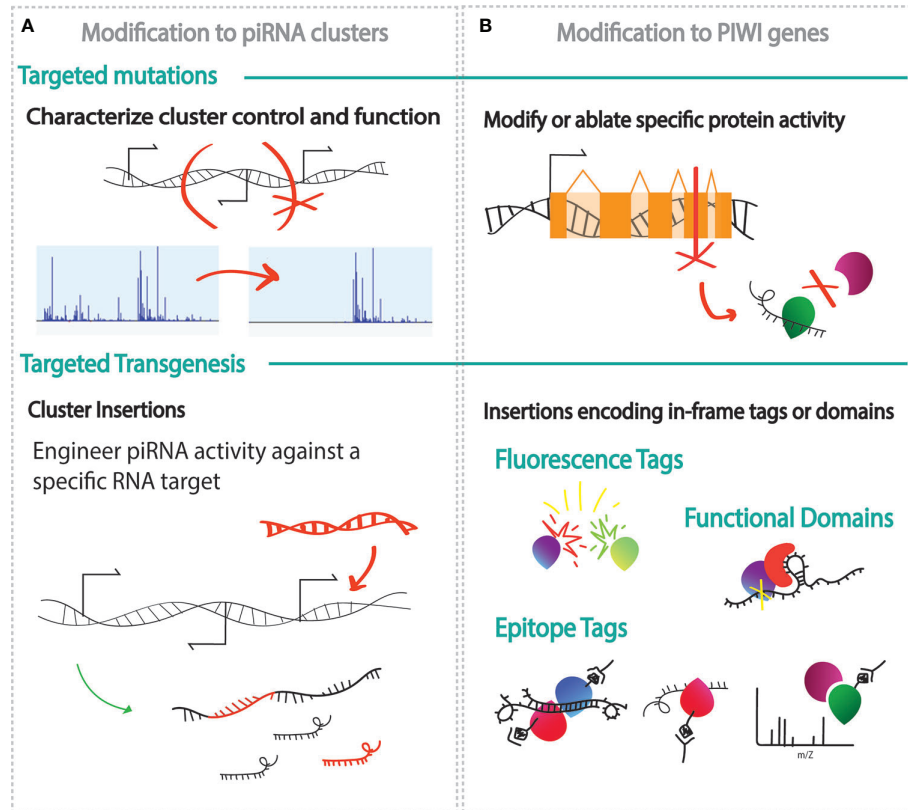 A
Modification to piRNA clusters
B
Modification to PIWI genes
Targeted mutations
Characterize cluster control and function
Modify or ablate specific protein activity
Targeted Transgenesis
Cluster Insertions
Engineer piRNA activity against a
specific RNA target
Insertions encoding in-frame tags or domains
Fluorescence Tags
Functional Domains
Epitope Tags
m/Z